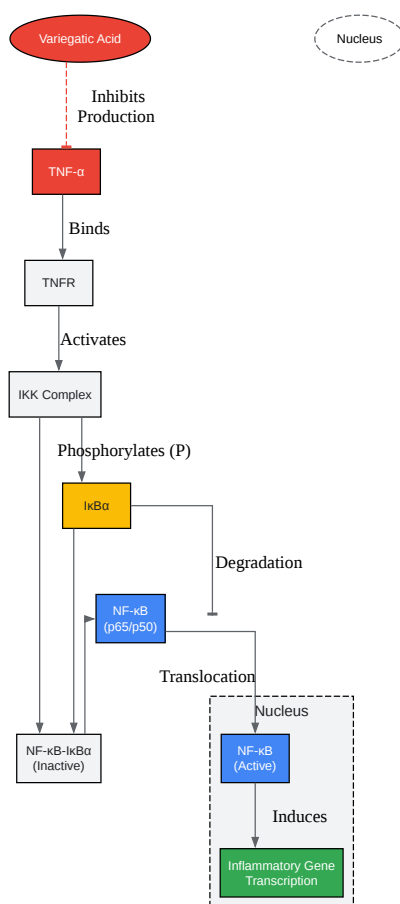 Variegatic Acid
Nucleus
Inhibits
Production
TNF-α
Binds
TNFR
Activates
IKK Complex
Phosphorylates (P)
IκBα
Degradation
NF-κB
(p65/p50)
Translocation
Nucleus
NF-κB-IκBα
(Inactive)
NF-κB
(Active)
Induces
Inflammatory Gene
Transcription